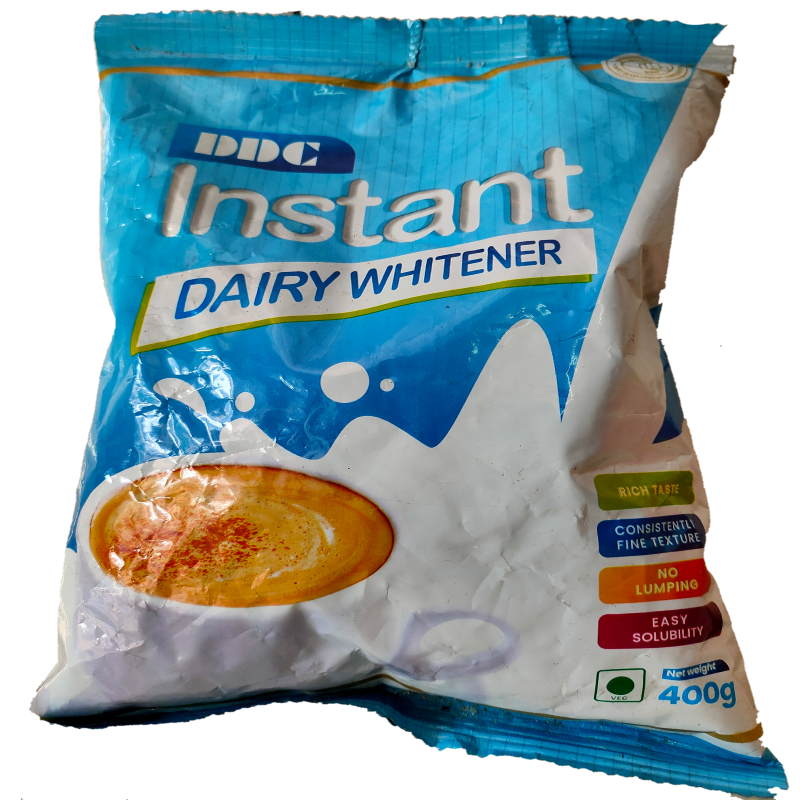 DDC
Instant
DAIRY WHITENER
RICH TASTE
CONSISTENTLY
FINE TEXTURE
NO
LUMPING
EASY
SOLUBILITY
Net weight
VEG
400g